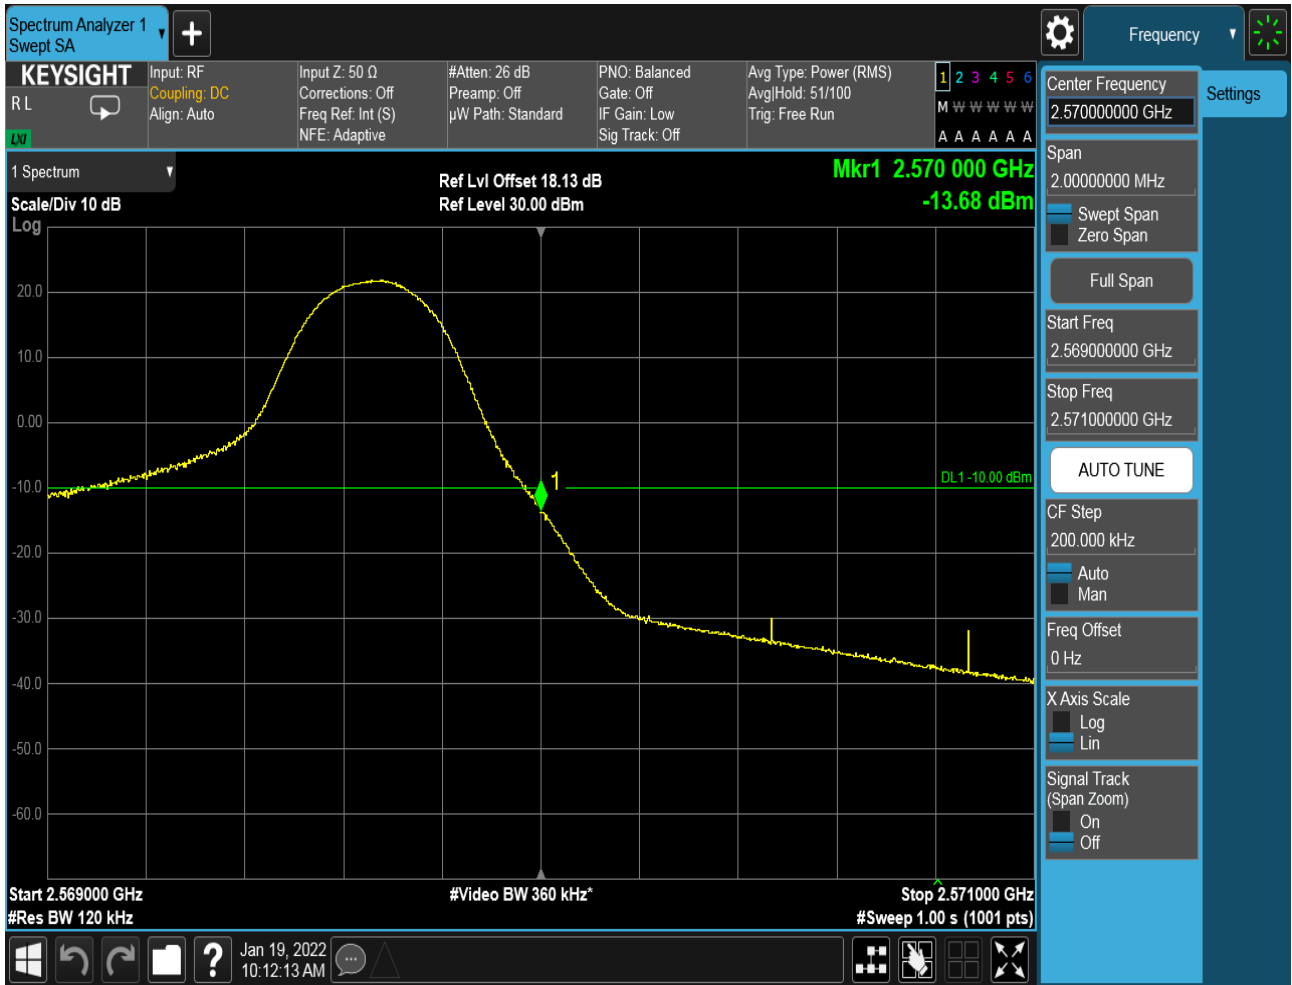 Spectrum Analyzer 1
Swept SA
Frequency
KEYSIGHT
R L
LXI
Input: RF
Coupling: DC
Align: Auto
Input Z: 50 Ω
Corrections: Off
Freq Ref: Int (S)
NFE: Adaptive
#Atten: 26 dB
Preamp: Off
µW Path: Standard
PNO: Balanced
Gate: Off
IF Gain: Low
Sig Track: Off
Avg Type: Power (RMS)
Avg|Hold: 51/100
Trig: Free Run
1 2 3 4 5 6
M W W W W W
A A A A A A
1 Spectrum
Scale/Div 10 dB
Log
Ref Lvl Offset 18.13 dB
Ref Level 30.00 dBm
Mkr1 2.570 000 GHz
-13.68 dBm
20.0
10.0
0.00
-10.0
-20.0
-30.0
-40.0
-50.0
-60.0
1
DL1 -10.00 dBm
Start 2.569000 GHz
#Res BW 120 kHz
#Video BW 360 kHz*
Stop 2.571000 GHz
#Sweep 1.00 s (1001 pts)
Jan 19, 2022
10:12:13 AM
Center Frequency
2.570000000 GHz
Settings
Span
2.00000000 MHz
Swept Span
Zero Span
Full Span
Start Freq
2.569000000 GHz
Stop Freq
2.571000000 GHz
AUTO TUNE
CF Step
200.000 kHz
Auto
Man
Freq Offset
0 Hz
X Axis Scale
Log
Lin
Signal Track
(Span Zoom)
On
Off